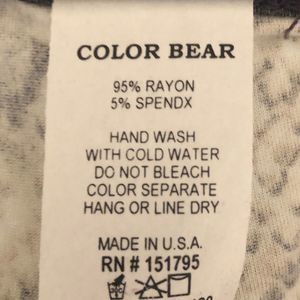 COLOR BEAR
95% RAYON
5% SPENDX
HAND WASH
WITH COLD WATER
DO NOT BLEACH
COLOR SEPARATE
HANG OR LINE DRY
MADE IN U.S.A.
RN # 151795